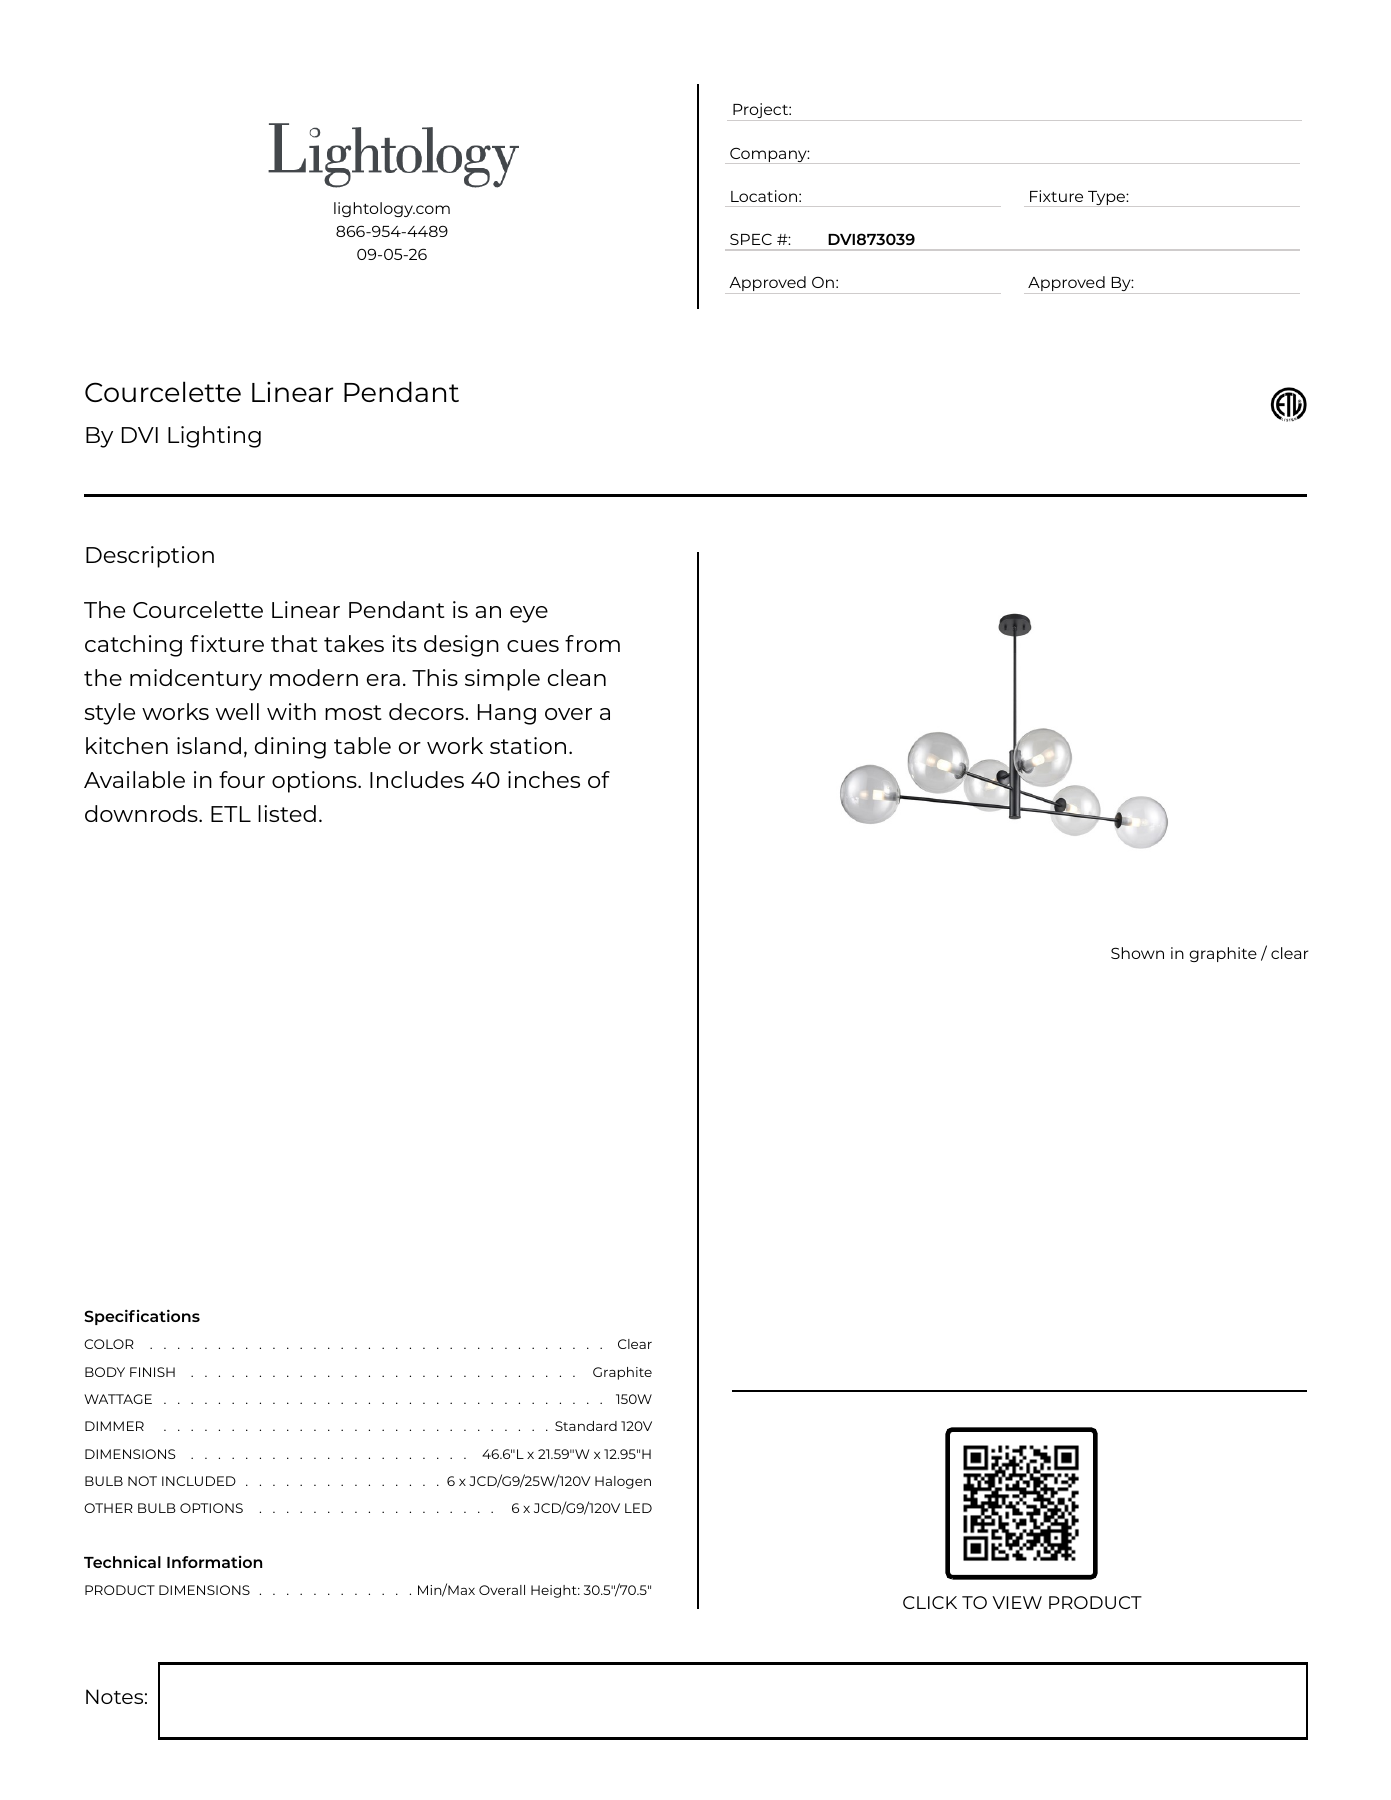 Lightology
lightology.com
866-954-4489
09-05-26
Project:
Company:
Location: Fixture Type:
SPEC #: DVI873039
Approved On: Approved By:
Courcelette Linear Pendant
By DVI Lighting
ETL
Description
The Courcelette Linear Pendant is an eye
catching fixture that takes its design cues from
the midcentury modern era. This simple clean
style works well with most decors. Hang over a
kitchen island, dining table or work station.
Available in four options. Includes 40 inches of
downrods. ETL listed.
Shown in graphite / clear
Specifications
COLOR . . . . . . . . . . . . . . . . . . . . . . . . . . . . . . . . . . Clear
BODY FINISH . . . . . . . . . . . . . . . . . . . . . . . . . . . . . Graphite
WATTAGE . . . . . . . . . . . . . . . . . . . . . . . . . . . . . . . . . 150W
DIMMER . . . . . . . . . . . . . . . . . . . . . . . . . . . . . Standard 120V
DIMENSIONS . . . . . . . . . . . . . . . . . . . . . 46.6"L x 21.59"W x 12.95"H
BULB NOT INCLUDED . . . . . . . . . . . . . . . 6 x JCD/G9/25W/120V Halogen
OTHER BULB OPTIONS . . . . . . . . . . . . . . . . . . 6 x JCD/G9/120V LED
Technical Information
PRODUCT DIMENSIONS . . . . . . . . . . . . Min/Max Overall Height: 30.5"/70.5"
CLICK TO VIEW PRODUCT
Notes: